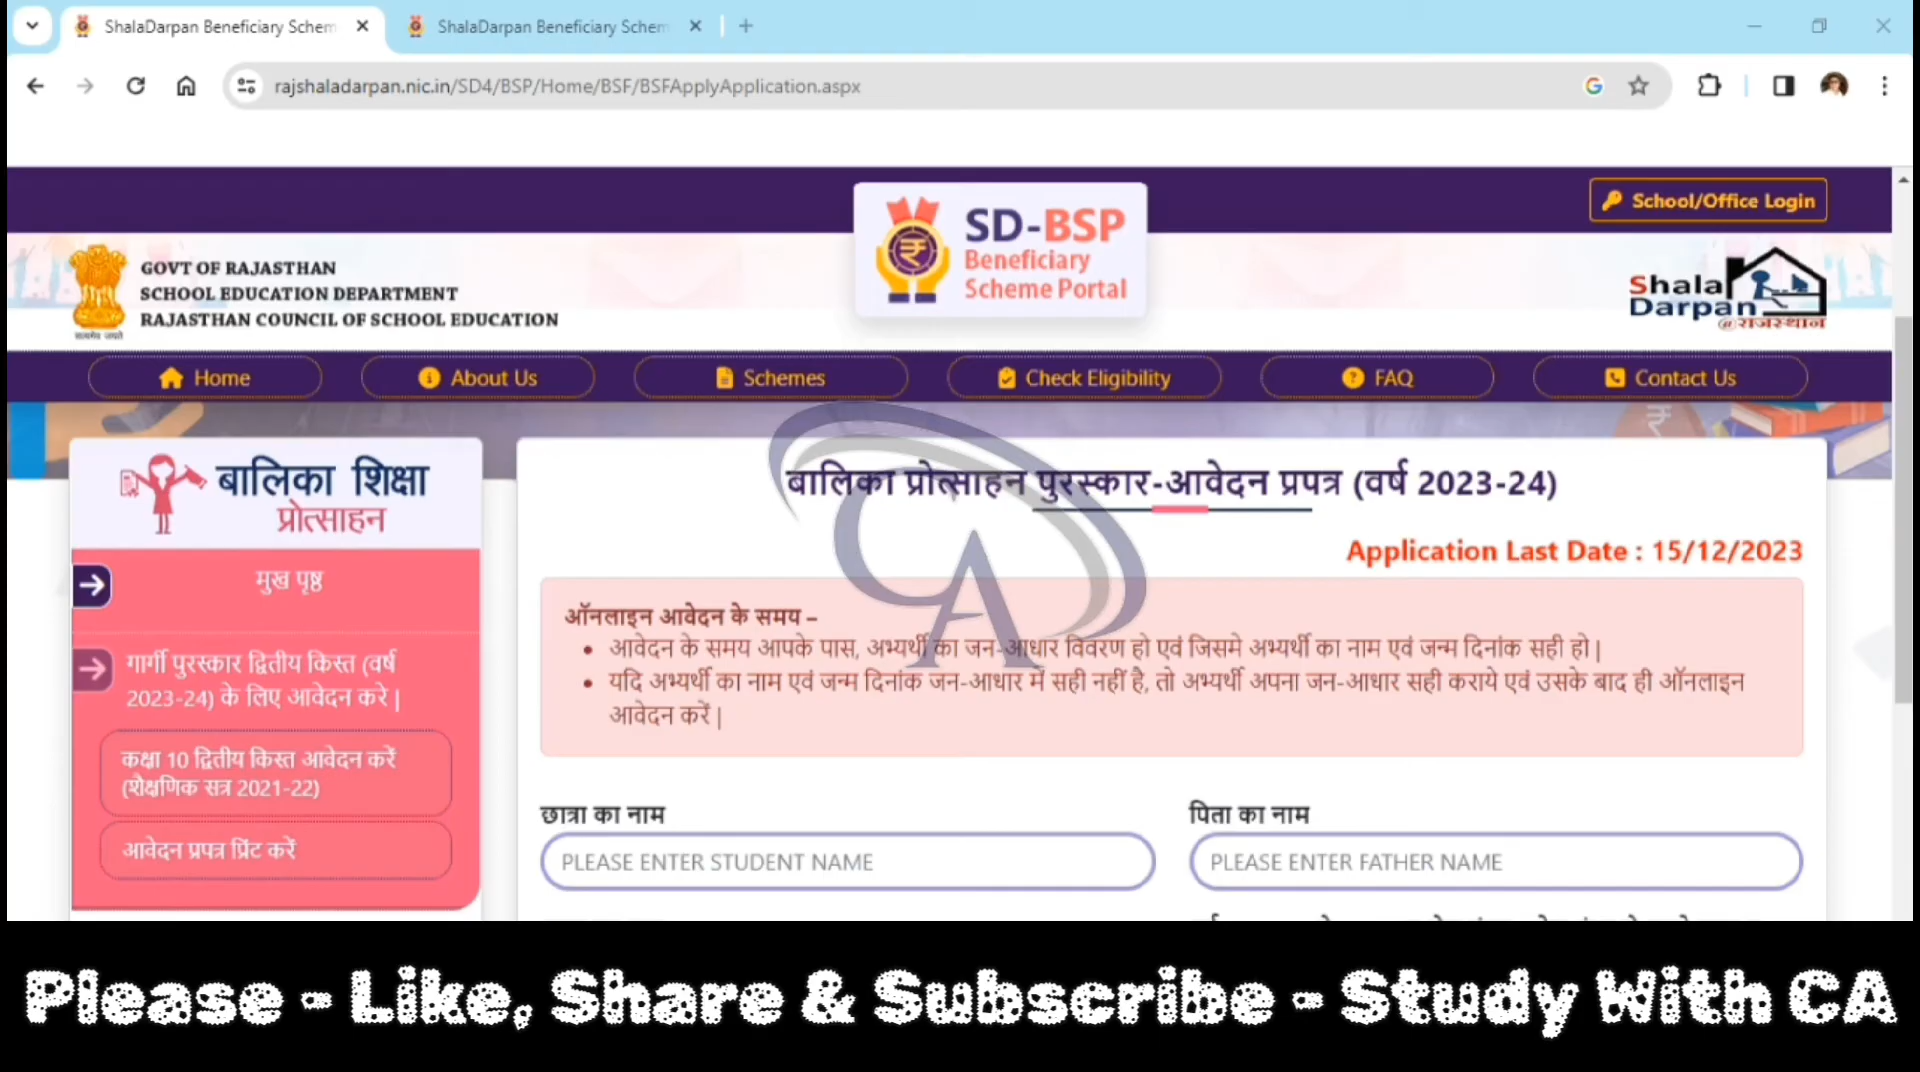 ShalaDarpan Beneficiary Schem
ShalaDarpan Beneficiary Schem
rajshaladarpan.nic.in/SD4/BSP/Home/BSF/BSFApplyApplication.aspx
School/Office Login
SD-BSP
Beneficiary
Scheme Portal
GOVT OF RAJASTHAN
SCHOOL EDUCATION DEPARTMENT
RAJASTHAN COUNCIL OF SCHOOL EDUCATION
सत्यमेव जयते
Shala
Darpan
@राजस्थान
Home
About Us
Schemes
Check Eligibility
FAQ
Contact Us
बालिका शिक्षा
प्रोत्साहन
मुख पृष्ठ
गार्गी पुरस्कार द्वितीय किस्त (वर्ष
2023-24) के लिए आवेदन करे |
कक्षा 10 द्वितीय किस्त आवेदन करें
(शैक्षणिक सत्र 2021-22)
आवेदन प्रपत्र प्रिंट करें
बालिका प्रोत्साहन पुरस्कार-आवेदन प्रपत्र (वर्ष 2023-24)
Application Last Date : 15/12/2023
CA
ऑनलाइन आवेदन के समय –
• आवेदन के समय आपके पास, अभ्यर्थी का जन-आधार विवरण हो एवं जिसमे अभ्यर्थी का नाम एवं जन्म दिनांक सही हो |
• यदि अभ्यर्थी का नाम एवं जन्म दिनांक जन-आधार में सही नहीं है, तो अभ्यर्थी अपना जन-आधार सही कराये एवं उसके बाद ही ऑनलाइन
आवेदन करें |
छात्रा का नाम
पिता का नाम
PLEASE ENTER STUDENT NAME
PLEASE ENTER FATHER NAME
Please - Like, Share & Subscribe - Study With CA